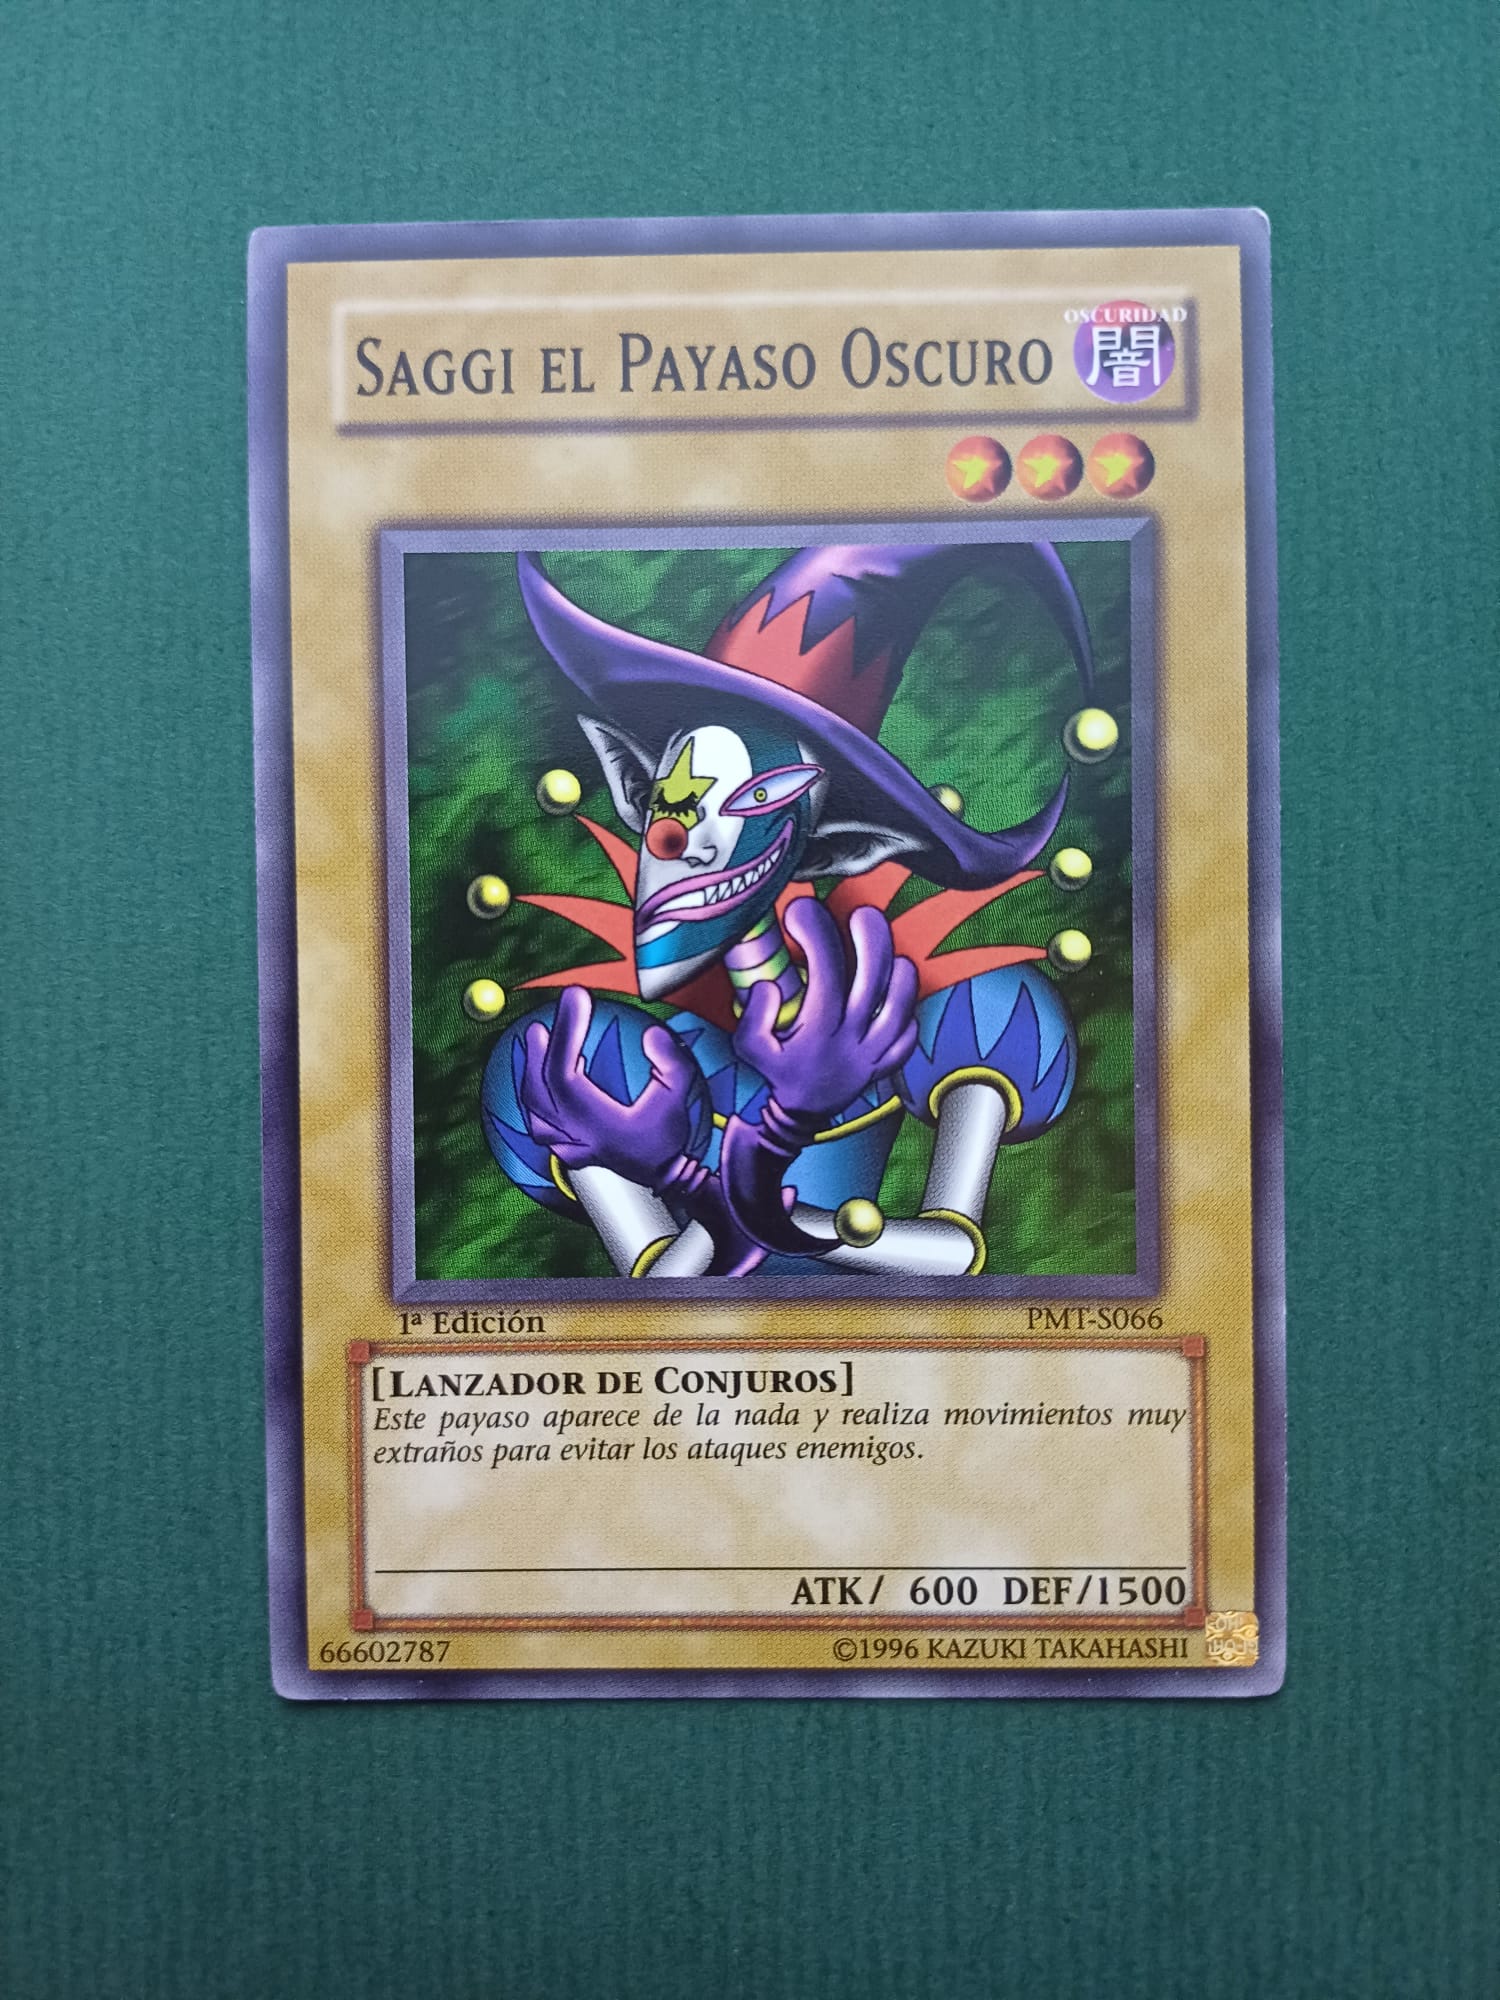 Saggi el Payaso Oscuro
OSCURIDAD
闇
1ª Edición
PMT-S066
[Lanzador de Conjuros]
Este payaso aparece de la nada y realiza movimientos muy
extraños para evitar los ataques enemigos.
ATK/ 600 DEF/1500
66602787
©1996 KAZUKI TAKAHASHI